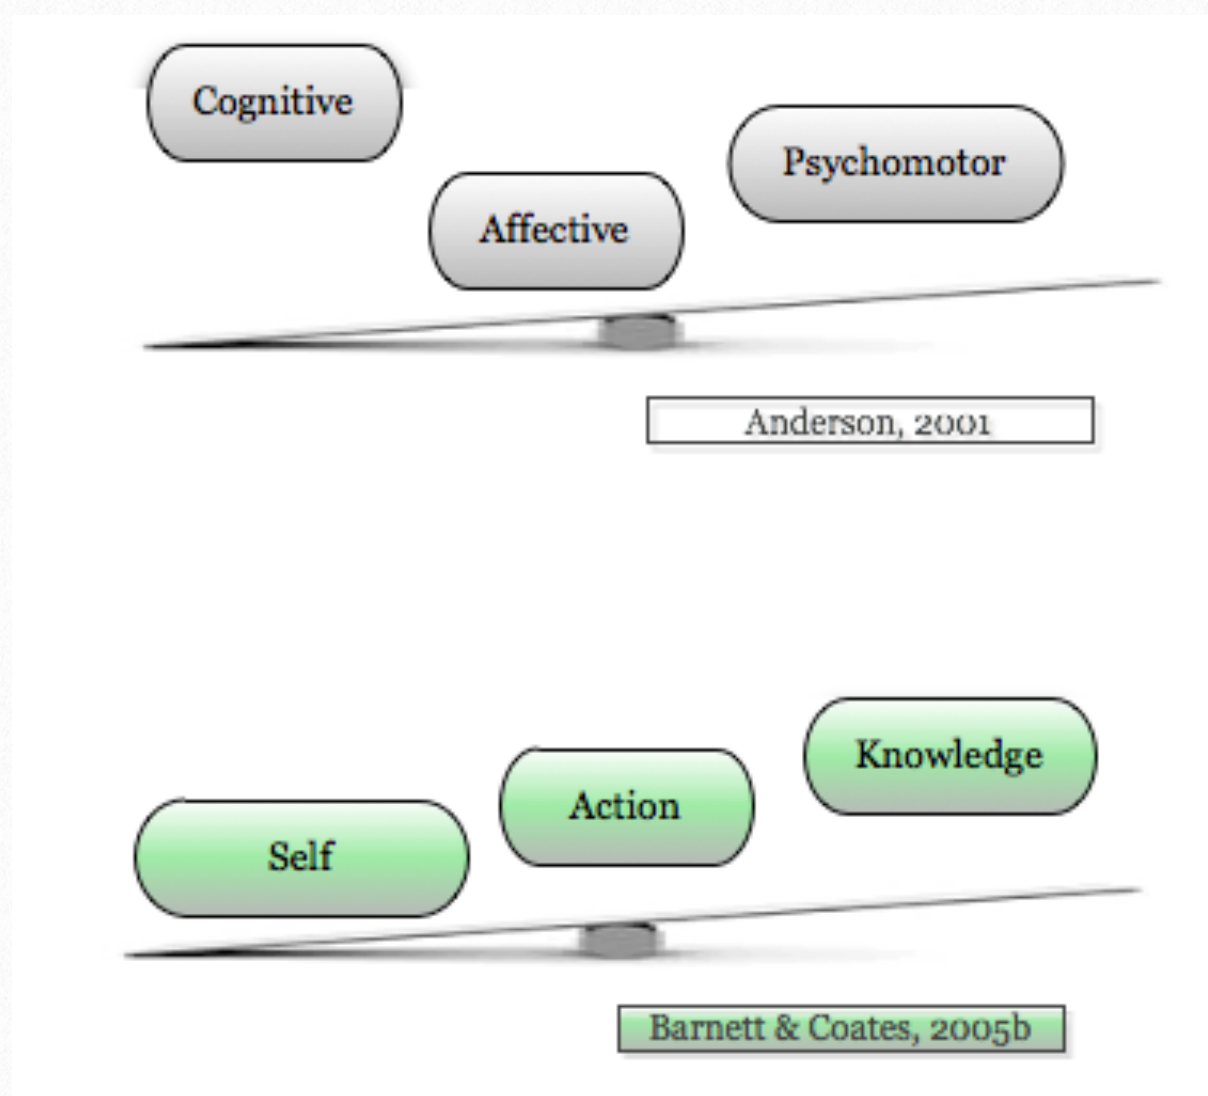 Cognitive
Psychomotor
Affective
Anderson, 2001
Knowledge
Action
Self
Barnett & Coates, 2005b